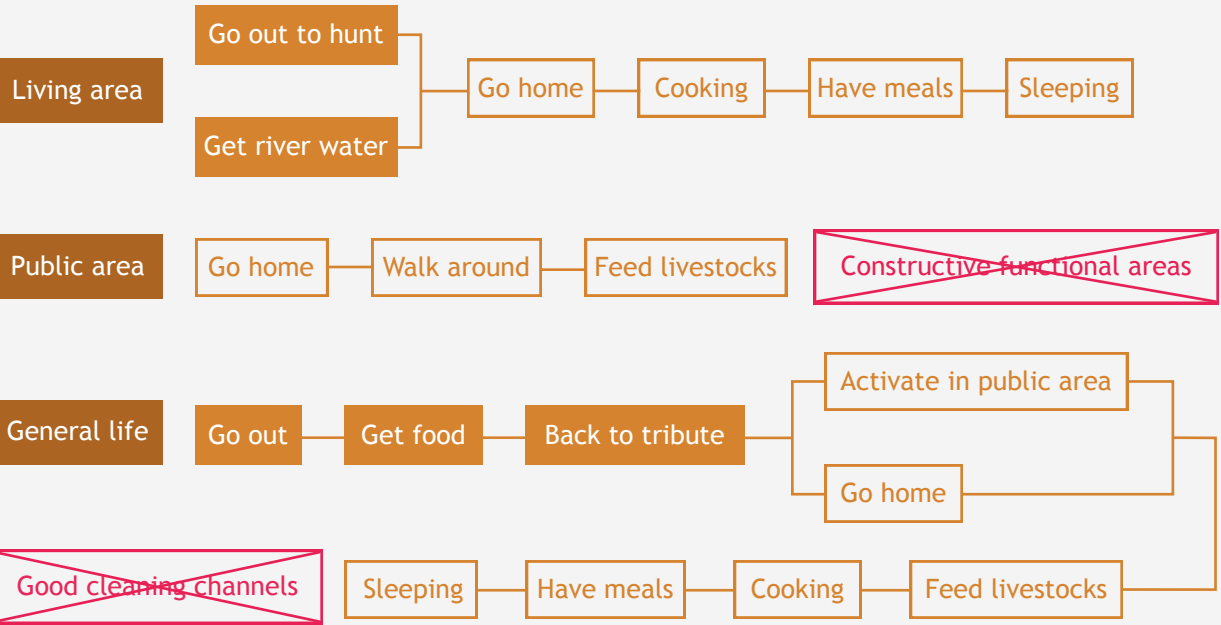 Go out to hunt
Living area
Go home
Cooking
Have meals
Sleeping
Get river water
Public area
Go home
Walk around
Feed livestocks
Constructive functional areas
Activate in public area
General life
Go out
Get food
Back to tribute
Go home
Good cleaning channels
Sleeping
Have meals
Cooking
Feed livestocks